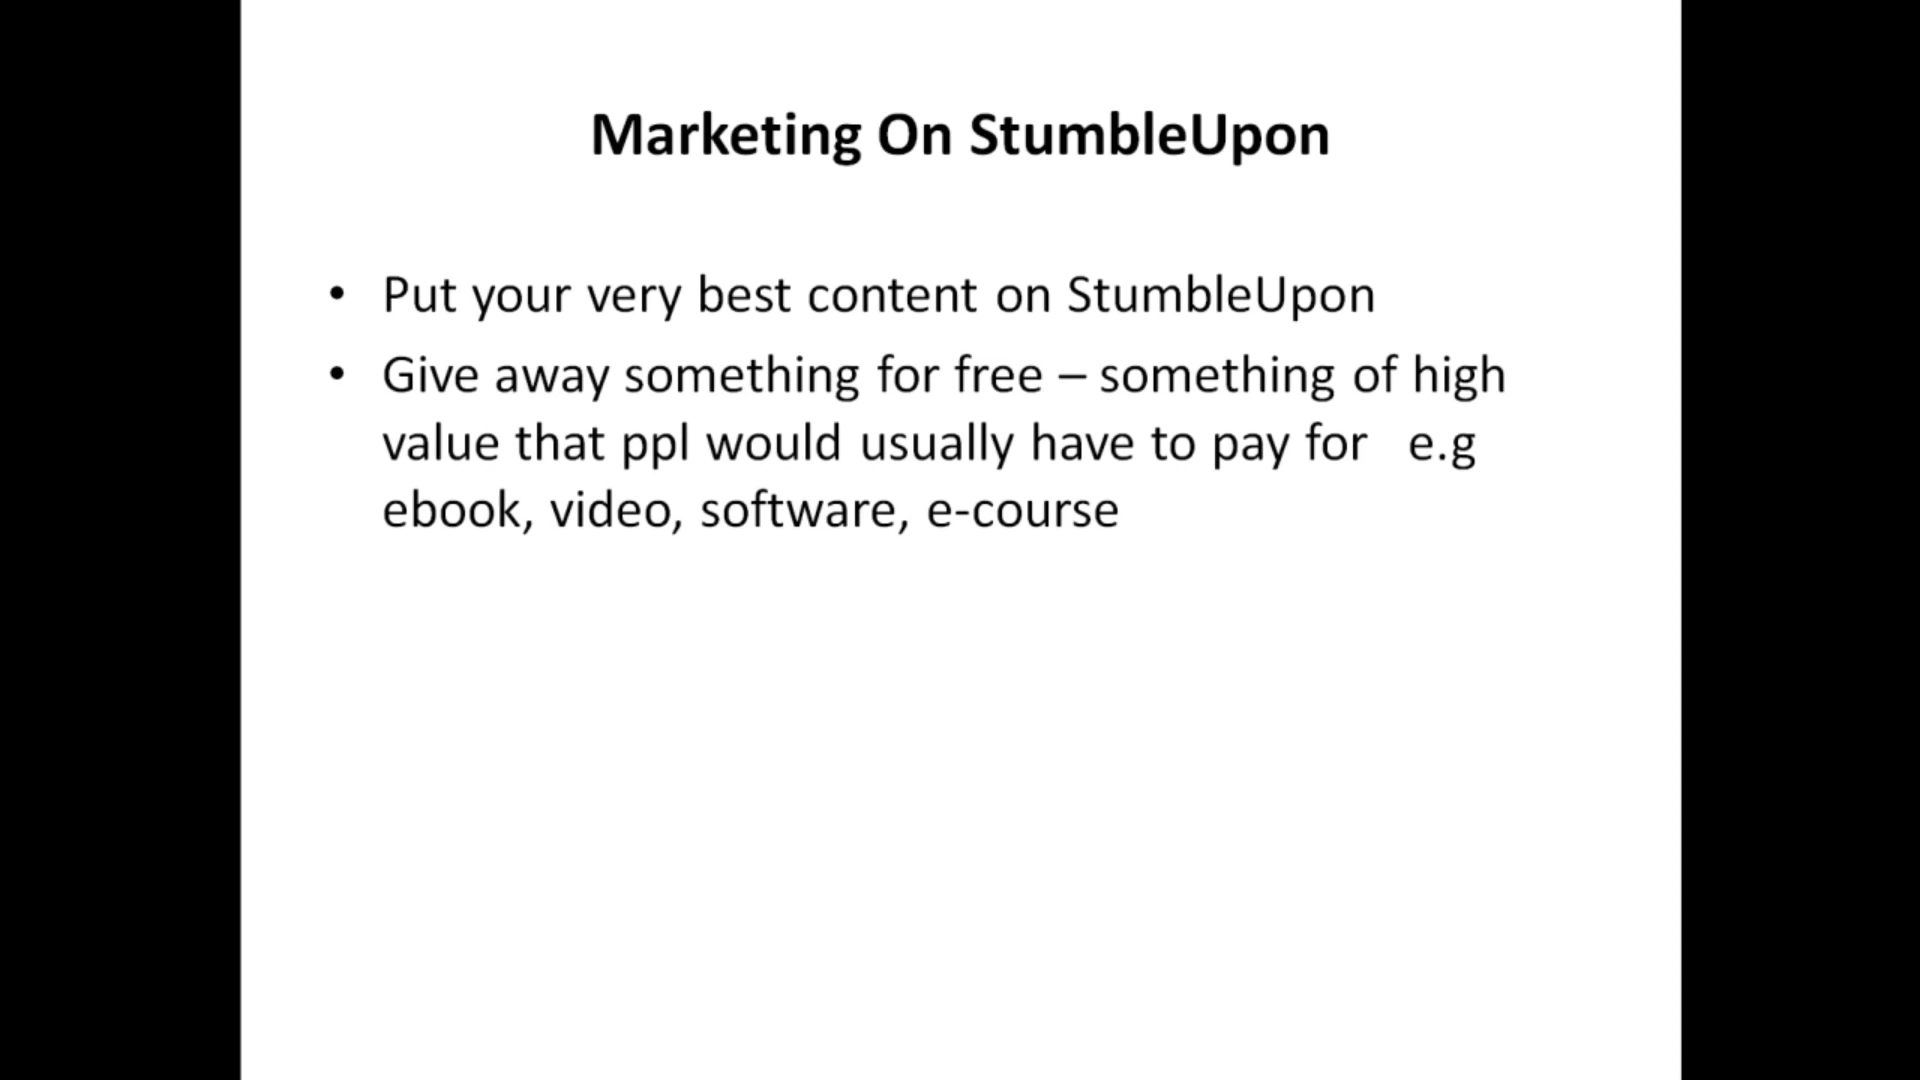 Marketing On StumbleUpon
• Put your very best content on StumbleUpon
• Give away something for free – something of high
value that ppl would usually have to pay for   e.g
ebook, video, software, e-course